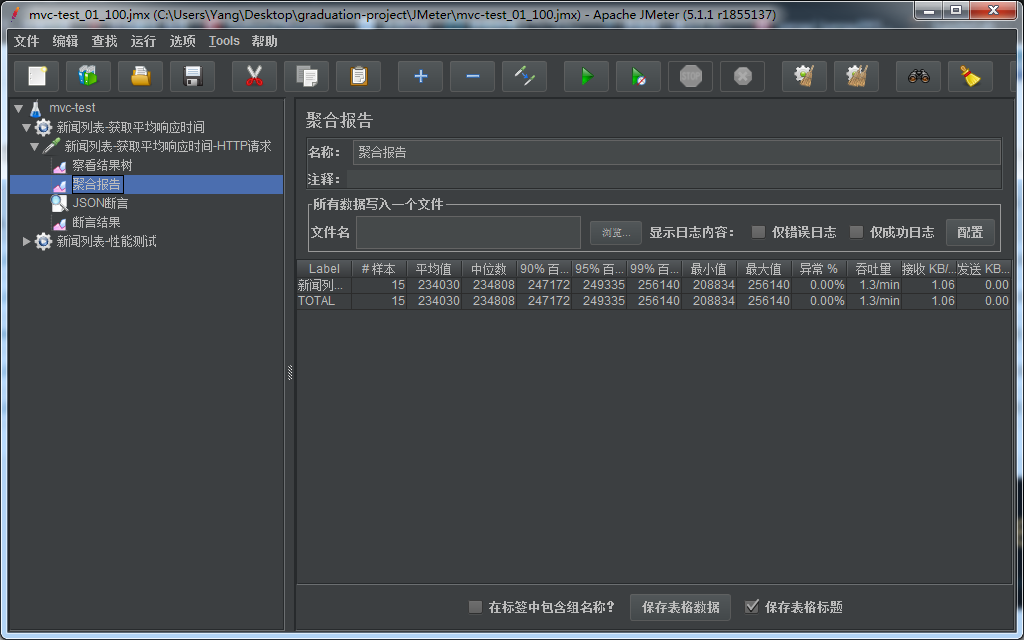 mvc-test_01_100.jmx (C:\Users\Yang\Desktop\graduation-project\JMeter\mvc-test_01_100.jmx) - Apache JMeter (5.1.1 r1855137)
文件 编辑 查找 运行 选项 Tools 帮助
STOP
mvc-test
新闻列表-获取平均响应时间
新闻列表-获取平均响应时间-HTTP请求
察看结果树
聚合报告
JSON断言
断言结果
新闻列表-性能测试
聚合报告
名称： 聚合报告
注释：
所有数据写入一个文件
文件名 浏览... 显示日志内容： 仅错误日志 仅成功日志 配置
Label # 样本 平均值 中位数 90% 百... 95% 百... 99% 百... 最小值 最大值 异常 % 吞吐量 接收 KB/... 发送 KB...
新闻列... 15 234030 234808 247172 249335 256140 208834 256140 0.00% 1.3/min 1.06 0.00
TOTAL 15 234030 234808 247172 249335 256140 208834 256140 0.00% 1.3/min 1.06 0.00
在标签中包含组名称？ 保存表格数据 保存表格标题